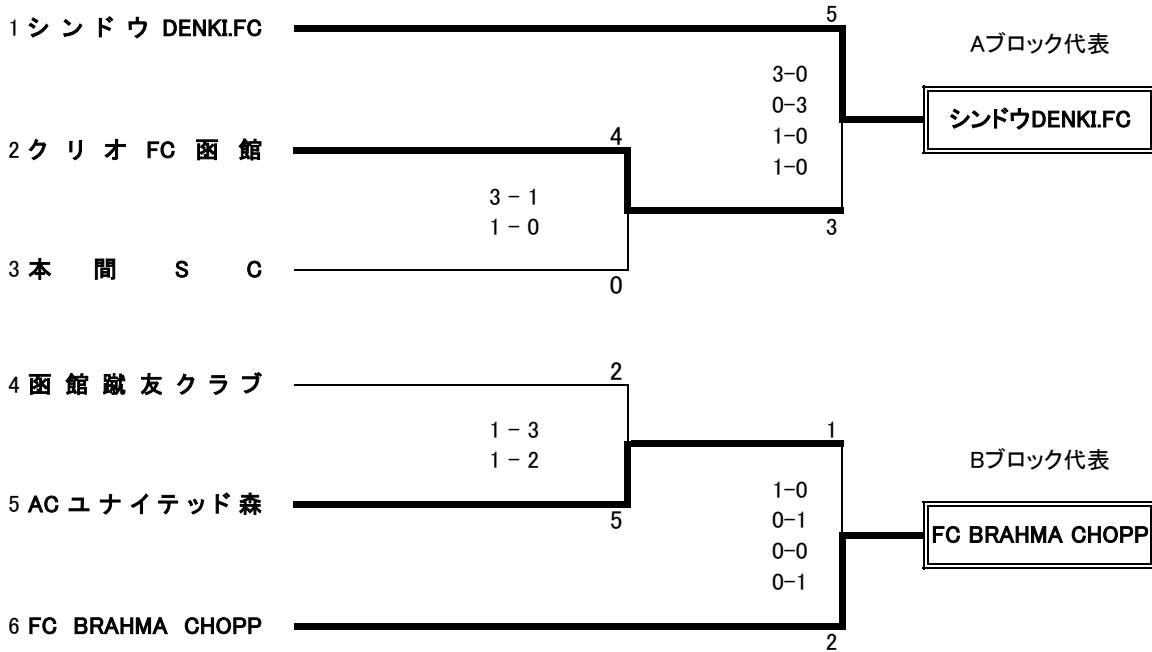 5
1 シンドウ DENKI.FC
Aブロック代表
3-0
0-3
シンドウDENKI.FC
1-0
1-0
4
2 クリオ FC 函館
3 - 1
1 - 0
3
3 本間 S C
0
2
4 函館蹴友クラブ
1 - 3
1 - 2
1
Bブロック代表
5 AC ユナイテッド森
5
1-0
0-1
0-0
0-1
FC BRAHMA CHOPP
6 FC BRAHMA CHOPP
2